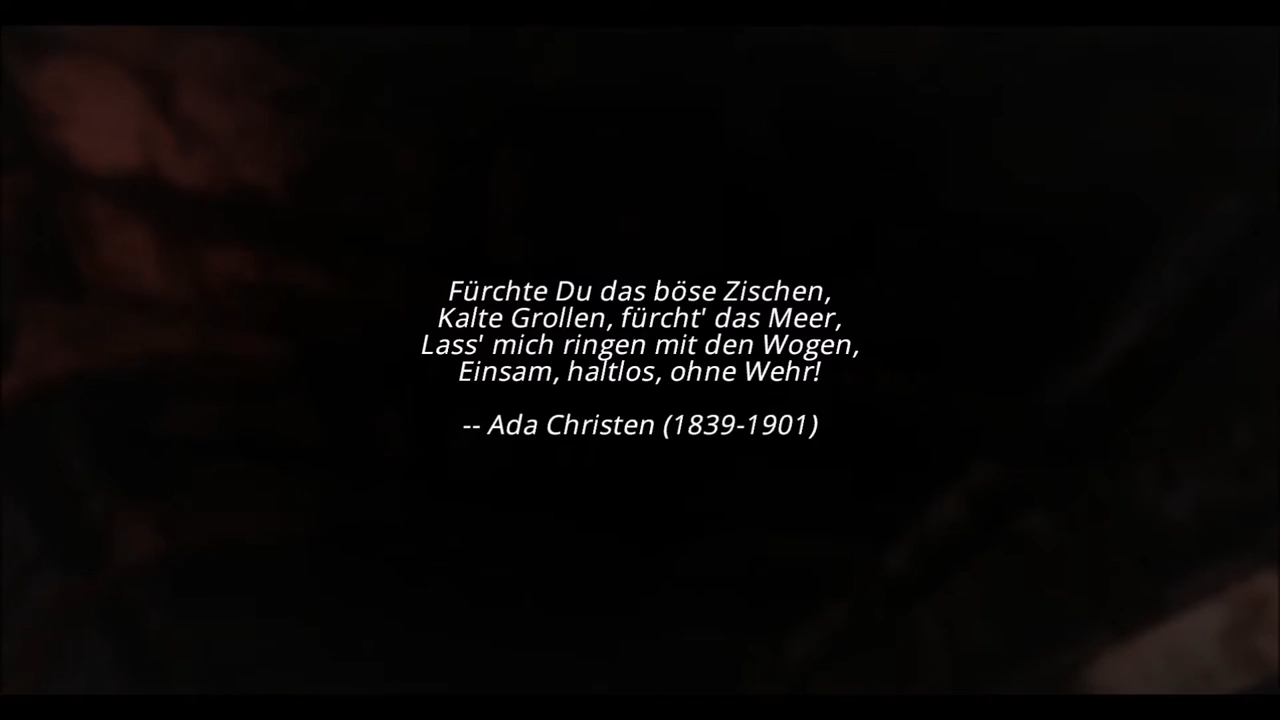 Fürchte Du das böse Zischen,
Kalte Grollen, fürcht' das Meer,
Lass' mich ringen mit den Wogen,
Einsam, haltlos, ohne Wehr!
-- Ada Christen (1839-1901)